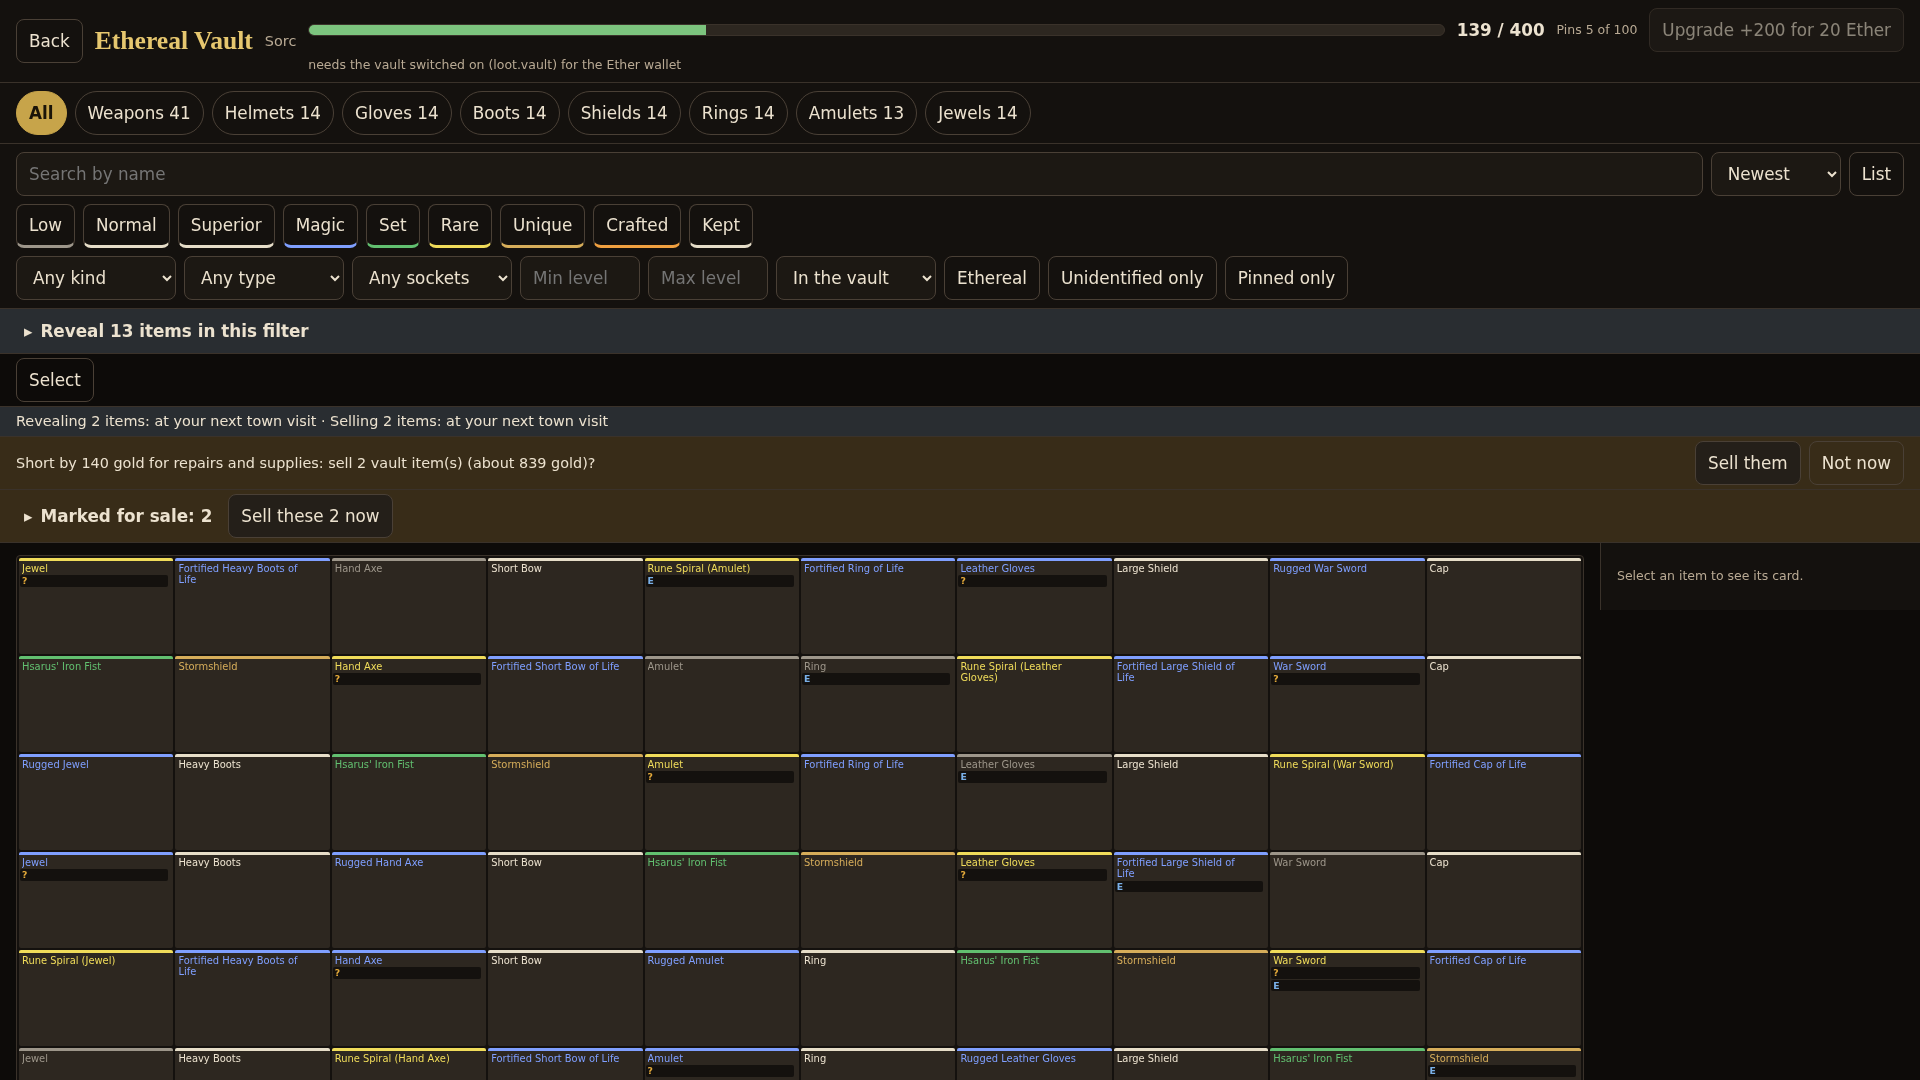 Back Ethereal Vault Sorc 139 / 400 Pins 5 of 100 Upgrade +200 for 20 Ether
needs the vault switched on (loot.vault) for the Ether wallet
All Weapons 41 Helmets 14 Gloves 14 Boots 14 Shields 14 Rings 14 Amulets 13 Jewels 14
Search by name Newest List
Low Normal Superior Magic Set Rare Unique Crafted Kept
Any kind Any type Any sockets Min level Max level In the vault Ethereal Unidentified only Pinned only
▸ Reveal 13 items in this filter
Select
Revealing 2 items: at your next town visit · Selling 2 items: at your next town visit
Short by 140 gold for repairs and supplies: sell 2 vault item(s) (about 839 gold)? Sell them Not now
▸ Marked for sale: 2 Sell these 2 now
Select an item to see its card.
Jewel Fortified Heavy Boots of Life Hand Axe Short Bow Rune Spiral (Amulet) Fortified Ring of Life Leather Gloves Large Shield Rugged War Sword Cap
? E ?
Hsarus' Iron Fist Stormshield Hand Axe Fortified Short Bow of Life Amulet Ring Rune Spiral (Leather Gloves) Fortified Large Shield of Life War Sword Cap
? E ?
Rugged Jewel Heavy Boots Hsarus' Iron Fist Stormshield Amulet Fortified Ring of Life Leather Gloves Large Shield Rune Spiral (War Sword) Fortified Cap of Life
? E
Jewel Heavy Boots Rugged Hand Axe Short Bow Hsarus' Iron Fist Stormshield Leather Gloves Fortified Large Shield of Life War Sword Cap
? ? E
Rune Spiral (Jewel) Fortified Heavy Boots of Life Hand Axe Short Bow Rugged Amulet Ring Hsarus' Iron Fist Stormshield War Sword Fortified Cap of Life
? ?
E
Jewel Heavy Boots Rune Spiral (Hand Axe) Fortified Short Bow of Life Amulet Ring Rugged Leather Gloves Large Shield Hsarus' Iron Fist Stormshield
? E